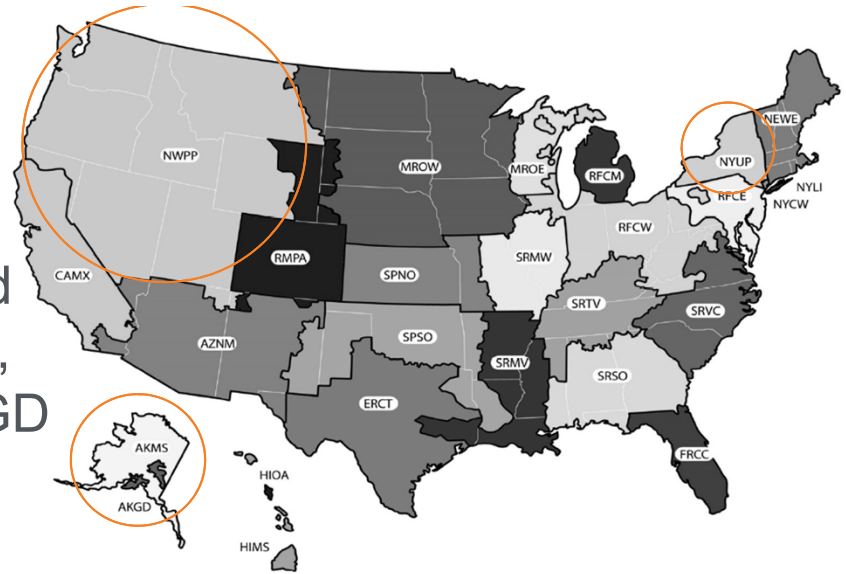 NEWE
NWPP
NYUP
MROW
MROE
RFCM
NYLI
RFCE
NYCW
RFCW
RMPA
SRMW
CAMX
SPNO
d
SRTV
SRVC
SPSO
AZNM
,
SRMV
SRSO
ERCT
GD
AKMS
FRCC
HIOA
AKGD
HIMS